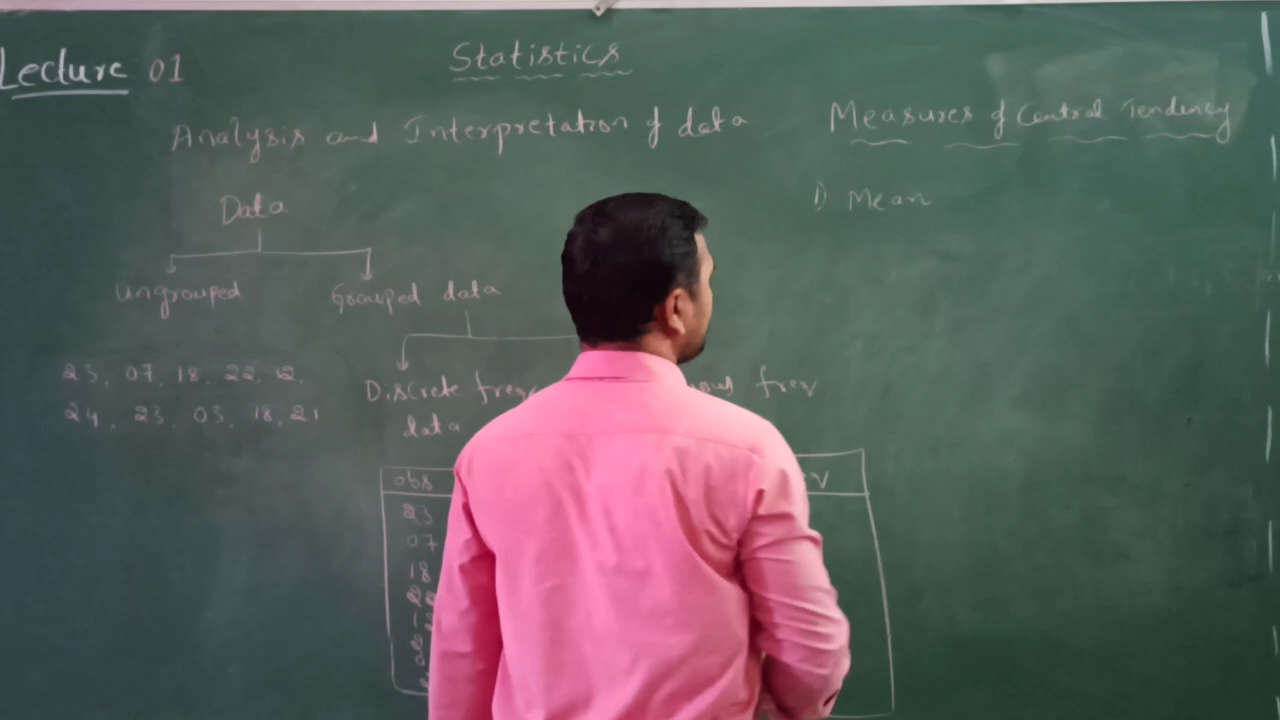 Lecture 01
Statistics
Analysis and Interpretation of data
Data
ungrouped
Grouped data
23, 07, 18, 22, 12,
24, 23, 03, 18, 21
Discrete
freq
data
obs
23
07
18
22
Measures of Central Tendency
1) Mean